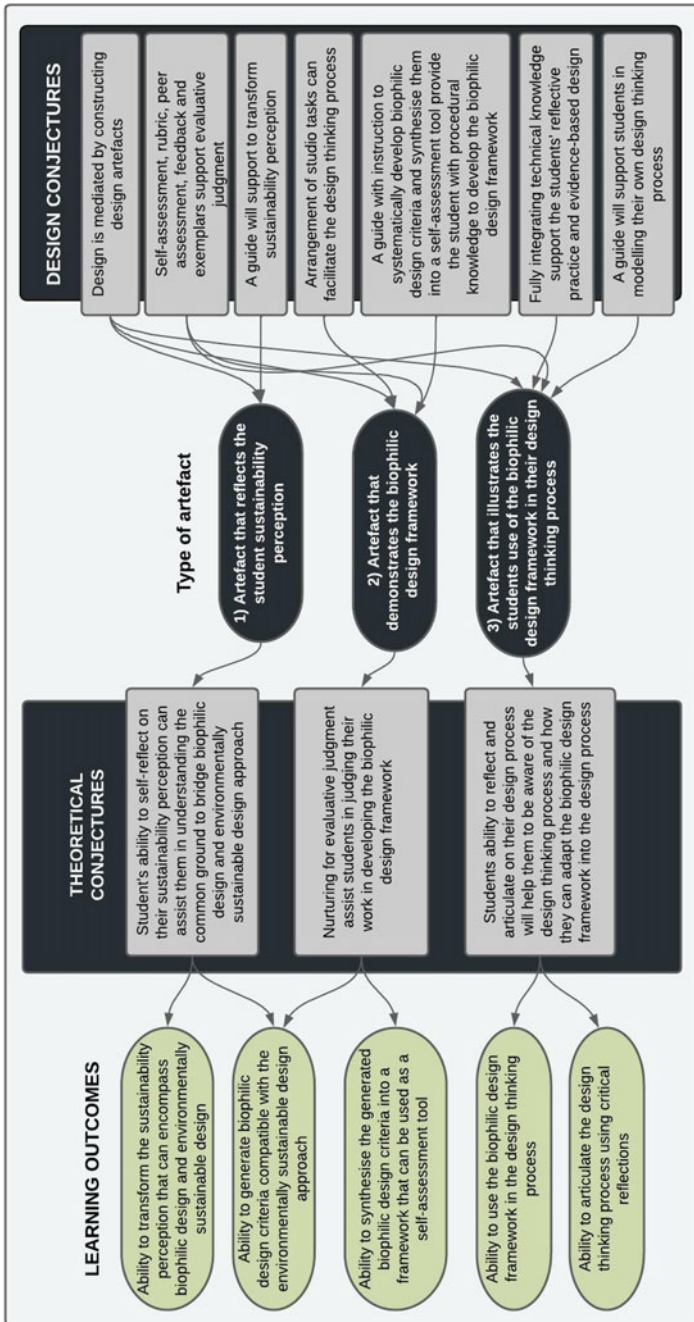 DESIGN CONJECTURES
Design is mediated by constructing
design artefacts
Self-assessment, rubric, peer
assessment, feedback and
exemplars support evaluative
judgment
A guide will support to transform
sustainability perception
Arrangement of studio tasks can
facilitate the design thinking process
A guide with instruction to
systematically develop biophilic
design criteria and synthesise them
into a self-assessment tool provide
the student with procedural
knowledge to develop the biophilic
design framework
Fully integrating technical knowledge
support the students' reflective
practice and evidence-based design
A guide will support students in
modelling their own design thinking
process
Type of artefact
1) Artefact that reflects the
student sustainability
perception
2) Artefact that
demonstrates the biophilic
design framework
3) Artefact that illustrates the
students use of the biophilic
design framework in their design
thinking process
THEORETICAL
CONJECTURES
Student's ability to self-reflect on
their sustainability perception can
assist them in understanding the
common ground to bridge biophilic
design and environmentally
sustainable design approach
Nurturing for evaluative judgment
assist students in judging their
work in developing the biophilic
design framework
Students ability to reflect and
articulate on their design process
will help them to be aware of the
design thinking process and how
they can adapt the biophilic design
framework into the design process
LEARNING OUTCOMES
Ability to transform the sustainability
perception that can encompass
biophilic design and environmentally
sustainable design
Ability to generate biophilic
design criteria compatible with the
environmentally sustainable design
approach
Ability to synthesise the generated
biophilic design criteria into a
framework that can be used as a
self-assessment tool
Ability to use the biophilic design
framework in the design thinking
process
Ability to articulate the design
thinking process using critical
reflections